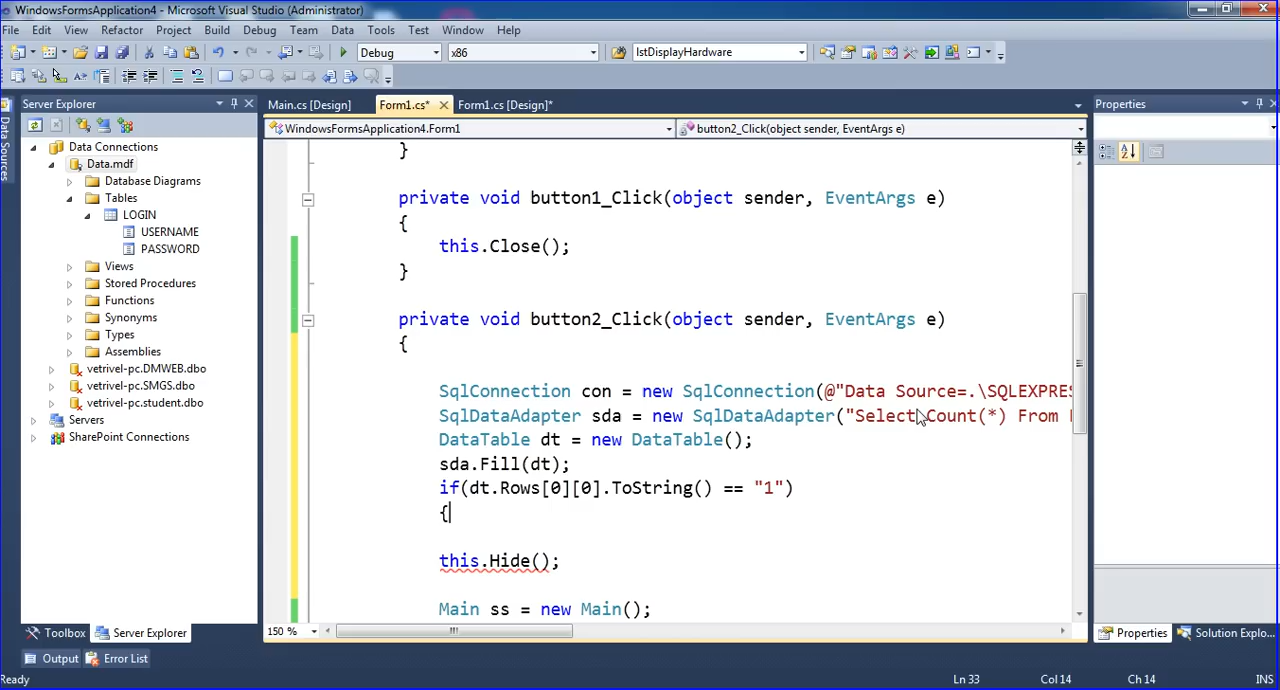 WindowsFormsApplication4 - Microsoft Visual Studio (Administrator)
File Edit View Refactor Project Build Debug Team Data Tools Test Window Help
Debug x86 lstDisplayHardware
Server Explorer
Main.cs [Design] Form1.cs* Form1.cs [Design]*
Properties
Data Sources
WindowsFormsApplication4.Form1 button2_Click(object sender, EventArgs e)
Data Connections
Data.mdf
Database Diagrams
Tables
LOGIN
USERNAME
PASSWORD
Views
Stored Procedures
Functions
Synonyms
Types
Assemblies
vetrivel-pc.DMWEB.dbo
vetrivel-pc.SMGS.dbo
vetrivel-pc.student.dbo
Servers
SharePoint Connections
}
private void button1_Click(object sender, EventArgs e)
{
this.Close();
}
private void button2_Click(object sender, EventArgs e)
{
SqlConnection con = new SqlConnection(@"Data Source=.\SQLEXPRES
SqlDataAdapter sda = new SqlDataAdapter("Select Count(*) From
DataTable dt = new DataTable();
sda.Fill(dt);
if(dt.Rows[0][0].ToString() == "1")
{
this.Hide();
Main ss = new Main();
150 %
Toolbox Server Explorer
Properties Solution Explo...
Output Error List
Ready Ln 33 Col 14 Ch 14 INS